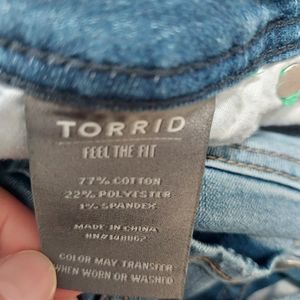 TORRID
FEEL THE FIT
77% COTTON
22% POLYESTER
1% SPANDEX
MADE IN CHINA
COLOR MAY TRANSFER
WHEN WORN OR WASHED